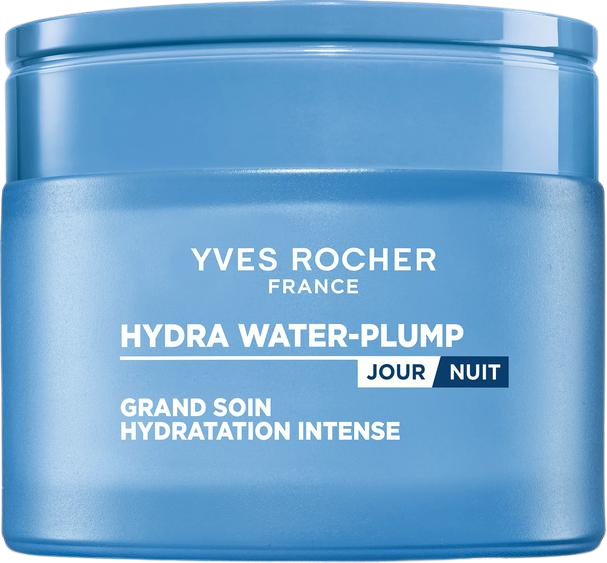 YVES ROCHER
FRANCE
HYDRA WATER-PLUMP
JOUR / NUIT
GRAND SOIN
HYDRATATION INTENSE